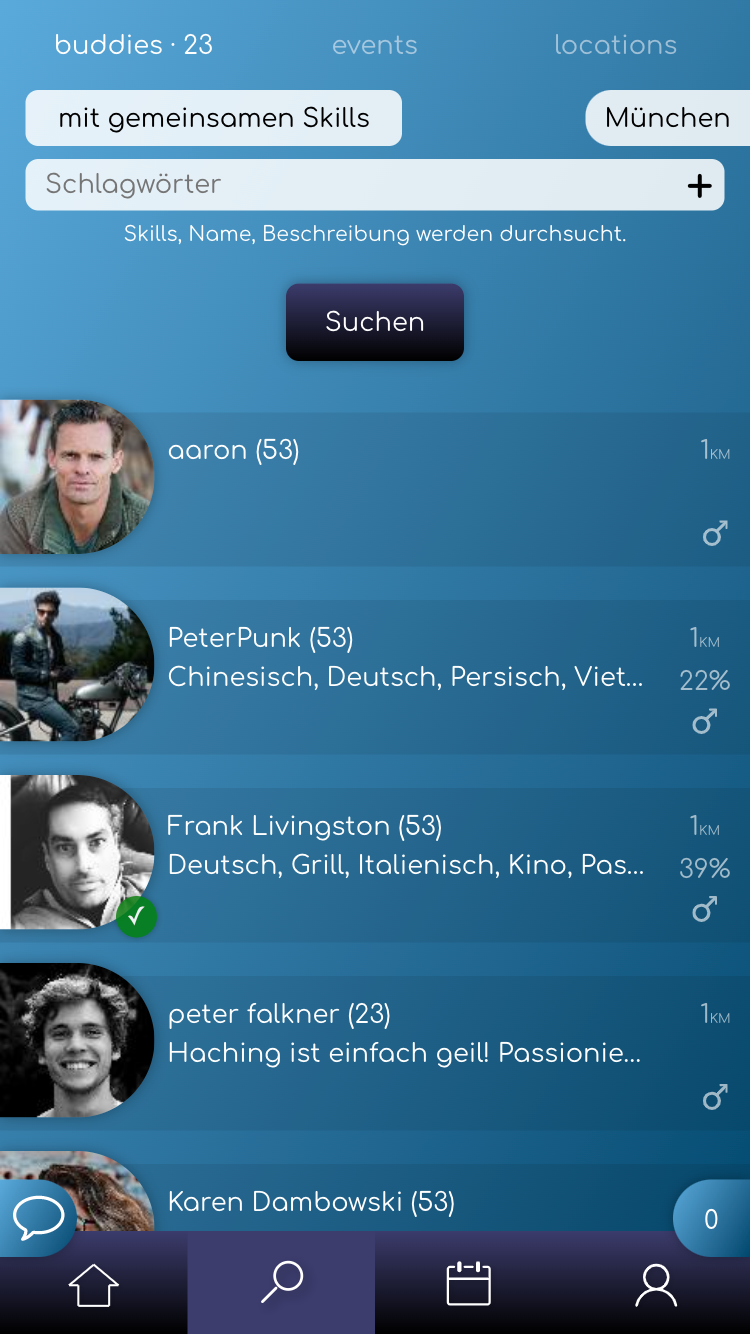 buddies · 23 events locations
mit gemeinsamen Skills München
Schlagwörter +
Skills, Name, Beschreibung werden durchsucht.
Suchen
aaron (53) 1KM
PeterPunk (53) 1KM
Chinesisch, Deutsch, Persisch, Viet... 22%
Frank Livingston (53) 1KM
Deutsch, Grill, Italienisch, Kino, Pas... 39%
peter falkner (23) 1KM
Haching ist einfach geil! Passionie...
Karen Dambowski (53)
0